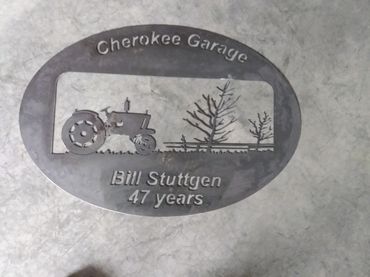 Cherokee Garage
Bill Stuttgen
47 years